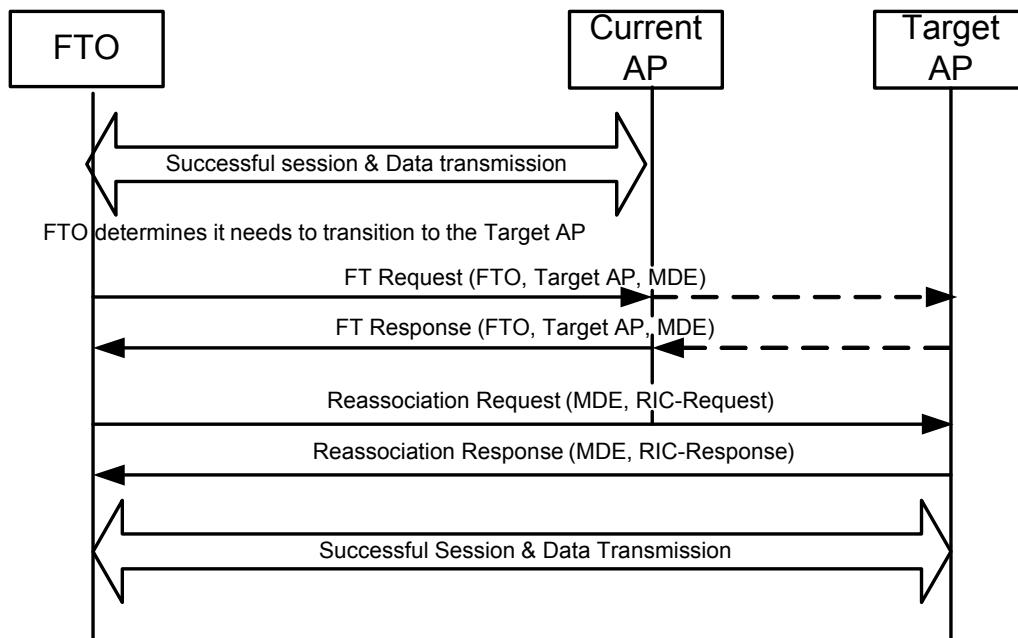 FTO
Current
AP
Target
AP
Successful session & Data transmission
FTO determines it needs to transition to the Target AP
FT Request (FTO, Target AP, MDE)
FT Response (FTO, Target AP, MDE)
Reassociation Request (MDE, RIC-Request)
Reassociation Response (MDE, RIC-Response)
Successful Session & Data Transmission